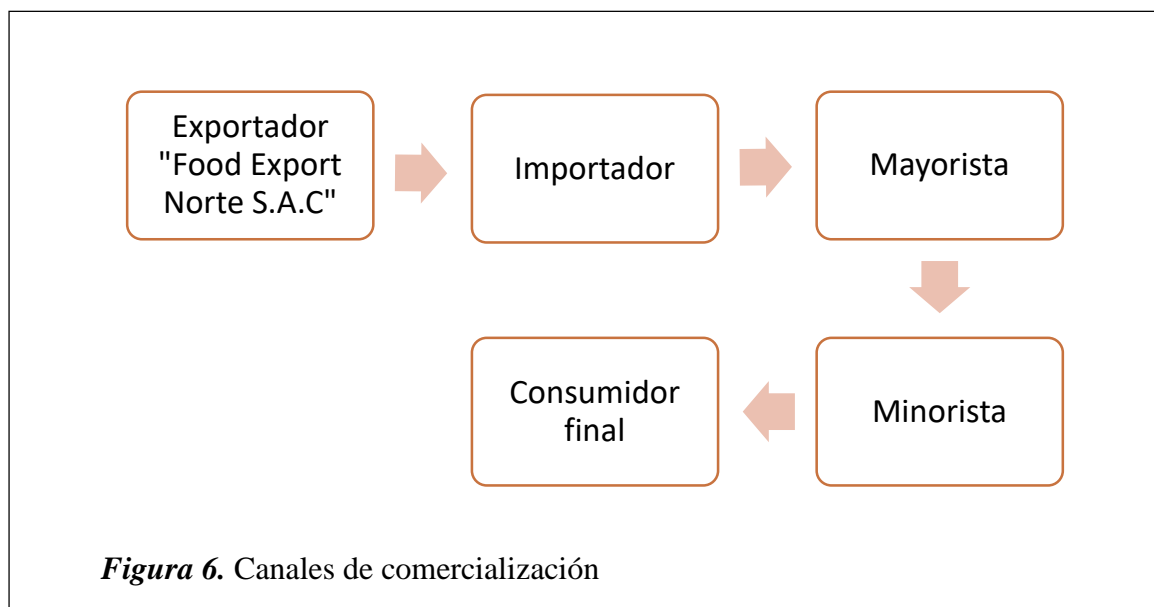 Exportador
"Food Export
Norte S.A.C"
Importador
Mayorista
Minorista
Consumidor
final
Figura 6. Canales de comercialización